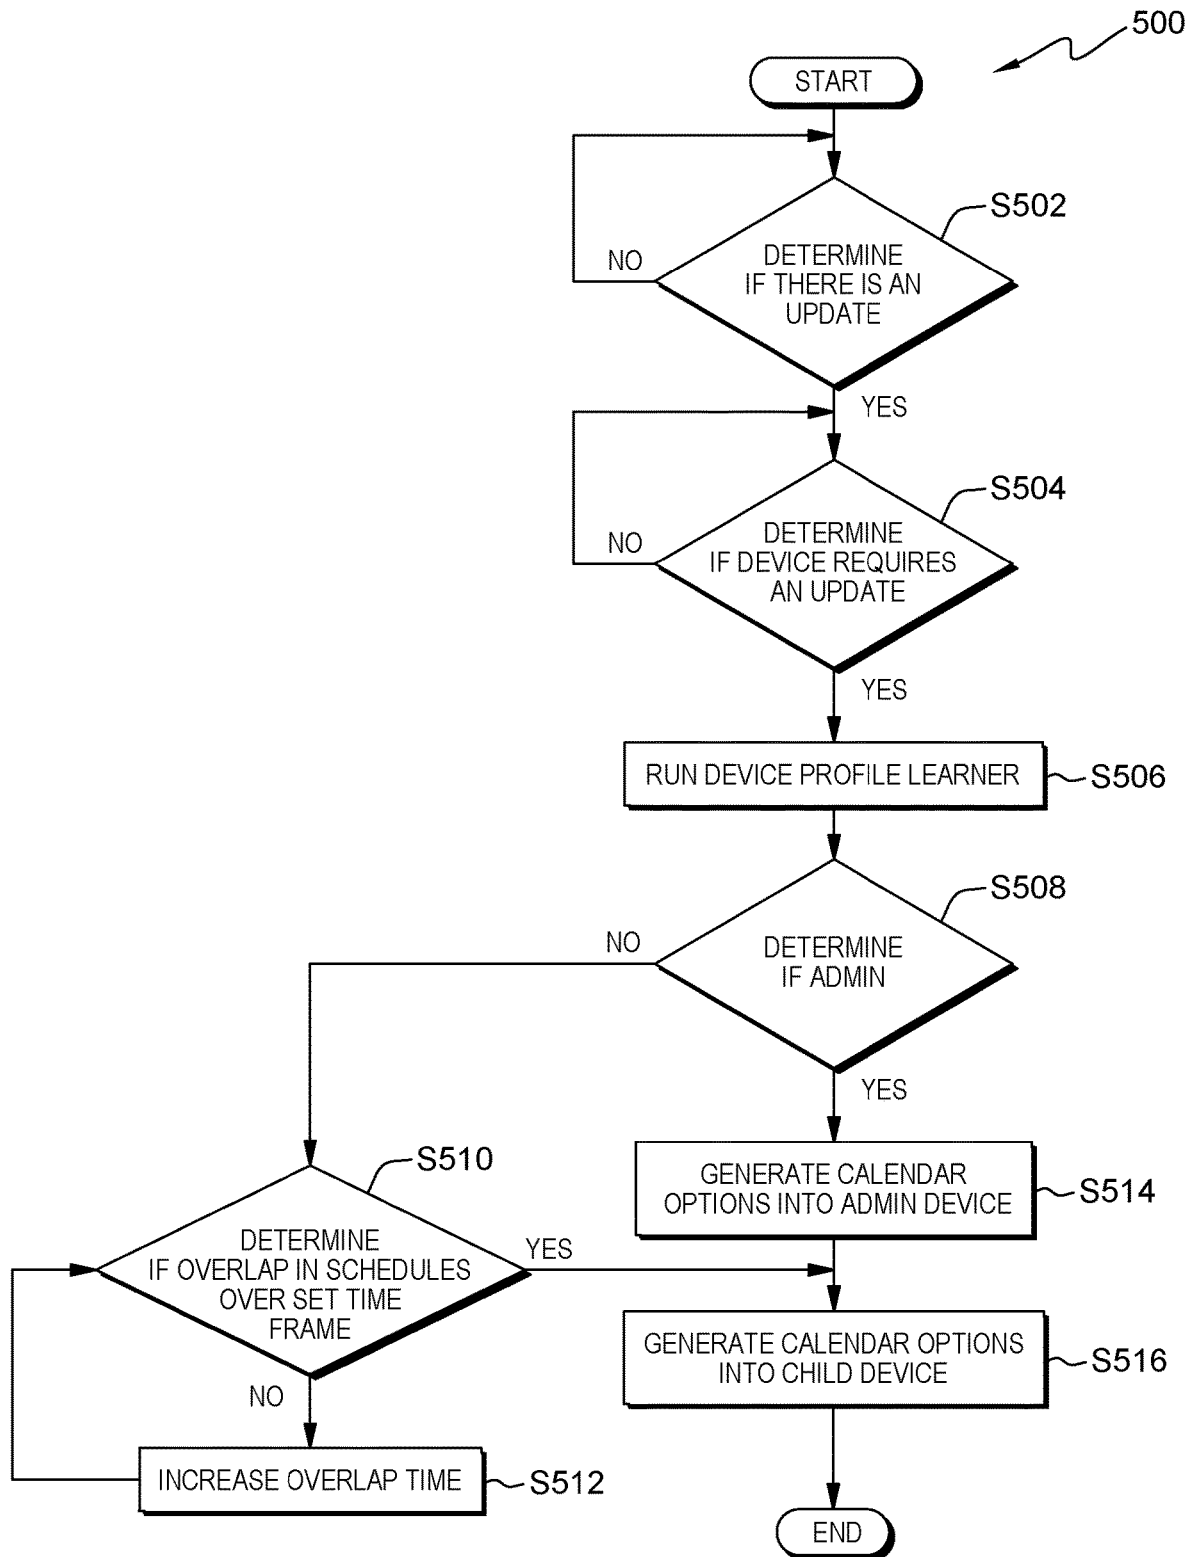 500
START
S502
NO
DETERMINE
IF THERE IS AN
UPDATE
YES
S504
NO
DETERMINE
IF DEVICE REQUIRES
AN UPDATE
YES
RUN DEVICE PROFILE LEARNER
S506
S508
NO
DETERMINE
IF ADMIN
YES
S510
GENERATE CALENDAR
OPTIONS INTO ADMIN DEVICE
S514
DETERMINE
IF OVERLAP IN SCHEDULES
OVER SET TIME
FRAME
YES
GENERATE CALENDAR OPTIONS
INTO CHILD DEVICE
S516
NO
INCREASE OVERLAP TIME
S512
END